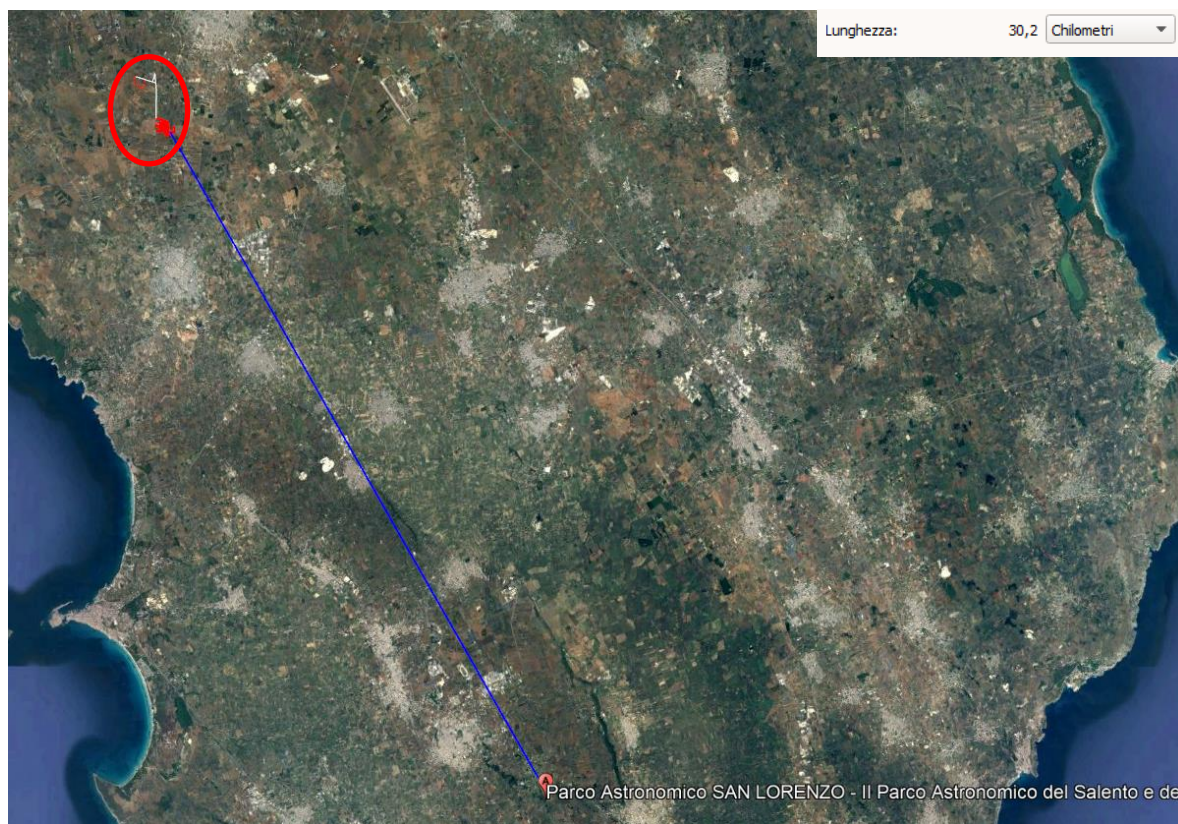 Lunghezza: 30,2 Chilometri
A
Parco Astronomico SAN LORENZO - Il Parco Astronomico del Salento e de